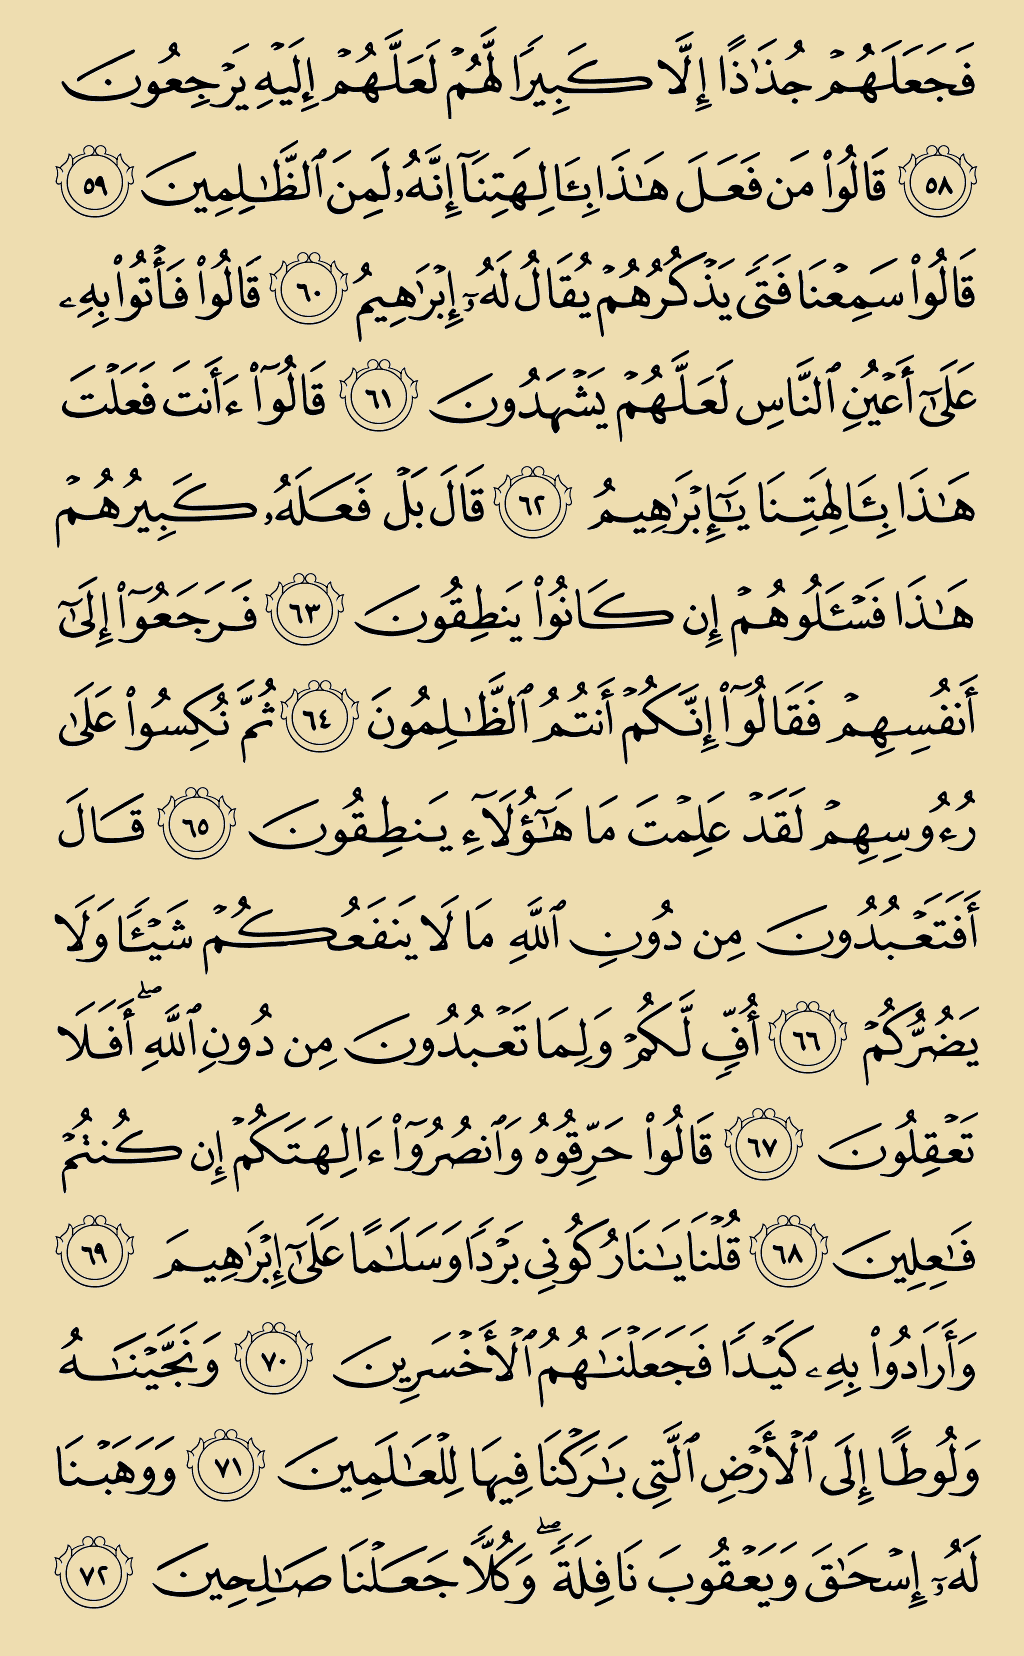 فَجَعَلَهُمْ جُذَٰذًا إِلَّا كَبِيرًا لَّهُمْ لَعَلَّهُمْ إِلَيْهِ يَرْجِعُونَ
٥٨ قَالُوا۟ مَن فَعَلَ هَـٰذَا بِـَٔالِهَتِنَآ إِنَّهُۥ لَمِنَ ٱلظَّـٰلِمِينَ ٥٩
قَالُوا۟ سَمِعْنَا فَتًى يَذْكُرُهُمْ يُقَالُ لَهُۥٓ إِبْرَٰهِيمُ ٦٠ قَالُوا۟ فَأْتُوا۟ بِهِۦ
عَلَىٰٓ أَعْيُنِ ٱلنَّاسِ لَعَلَّهُمْ يَشْهَدُونَ ٦١ قَالُوٓا۟ ءَأَنتَ فَعَلْتَ
هَـٰذَا بِـَٔالِهَتِنَا يَـٰٓإِبْرَٰهِيمُ ٦٢ قَالَ بَلْ فَعَلَهُۥ كَبِيرُهُمْ
هَـٰذَا فَسْـَٔلُوهُمْ إِن كَانُوا۟ يَنطِقُونَ ٦٣ فَرَجَعُوٓا۟ إِلَىٰٓ
أَنفُسِهِمْ فَقَالُوٓا۟ إِنَّكُمْ أَنتُمُ ٱلظَّـٰلِمُونَ ٦٤ ثُمَّ نُكِسُوا۟ عَلَىٰ
رُءُوسِهِمْ لَقَدْ عَلِمْتَ مَا هَـٰٓؤُلَآءِ يَنطِقُونَ ٦٥ قَالَ
أَفَتَعْبُدُونَ مِن دُونِ ٱللَّهِ مَا لَا يَنفَعُكُمْ شَيْـًٔا وَلَا
يَضُرُّكُمْ ٦٦ أُفٍّ لَّكُمْ وَلِمَا تَعْبُدُونَ مِن دُونِ ٱللَّهِ ۖ أَفَلَا
تَعْقِلُونَ ٦٧ قَالُوا۟ حَرِّقُوهُ وَٱنصُرُوٓا۟ ءَالِهَتَكُمْ إِن كُنتُمْ
فَـٰعِلِينَ ٦٨ قُلْنَا يَـٰنَارُ كُونِى بَرْدًا وَسَلَـٰمًا عَلَىٰٓ إِبْرَٰهِيمَ ٦٩
وَأَرَادُوا۟ بِهِۦ كَيْدًا فَجَعَلْنَـٰهُمُ ٱلْأَخْسَرِينَ ٧٠ وَنَجَّيْنَـٰهُ
وَلُوطًا إِلَى ٱلْأَرْضِ ٱلَّتِى بَـٰرَكْنَا فِيهَا لِلْعَـٰلَمِينَ ٧١ وَوَهَبْنَا
لَهُۥٓ إِسْحَـٰقَ وَيَعْقُوبَ نَافِلَةً ۖ وَكُلًّا جَعَلْنَا صَـٰلِحِينَ ٧٢